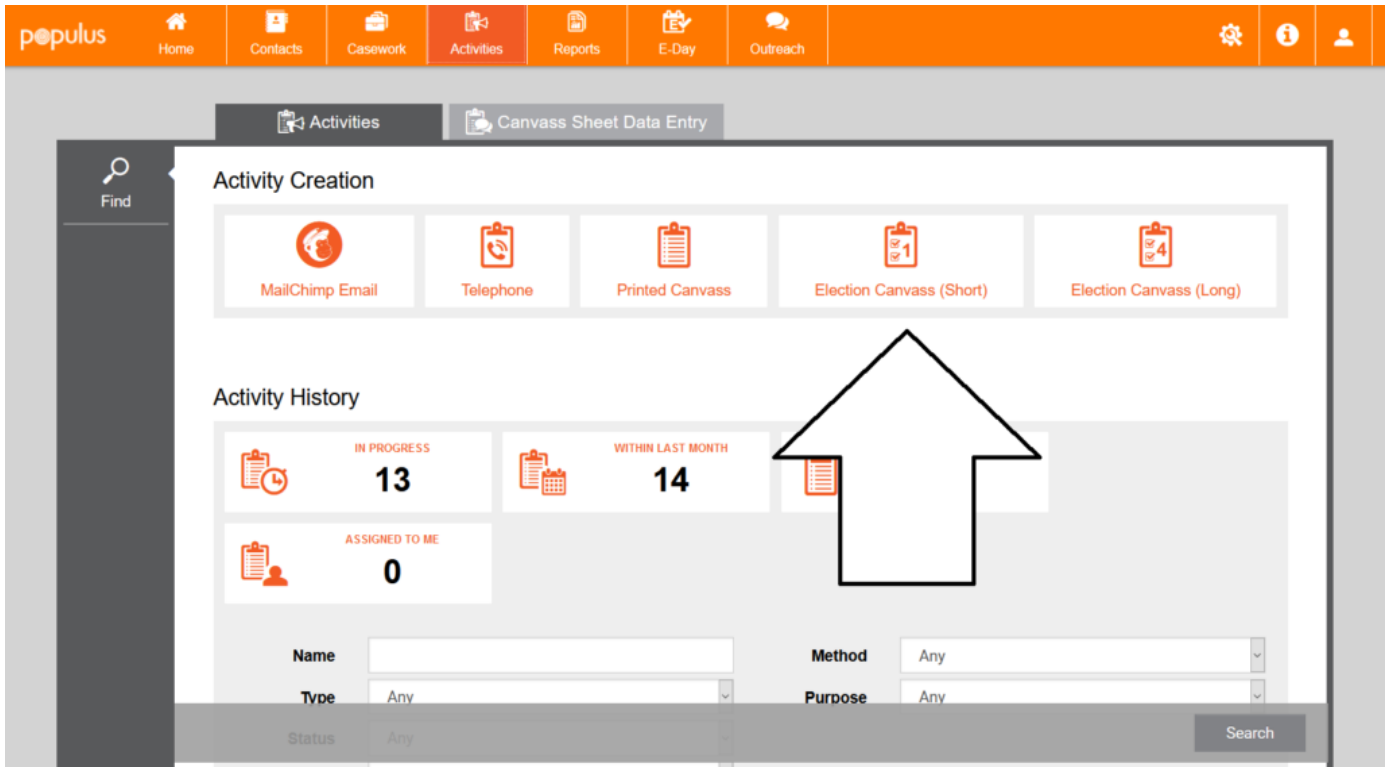 populus
Home Contacts Casework Activities Reports E-Day Outreach
Activities Canvass Sheet Data Entry
Find
Activity Creation
MailChimp Email Telephone Printed Canvass Election Canvass (Short) Election Canvass (Long)
Activity History
IN PROGRESS
13
WITHIN LAST MONTH
14
ASSIGNED TO ME
0
Name Method Any
Type Any Purpose Any
Status Any
Search